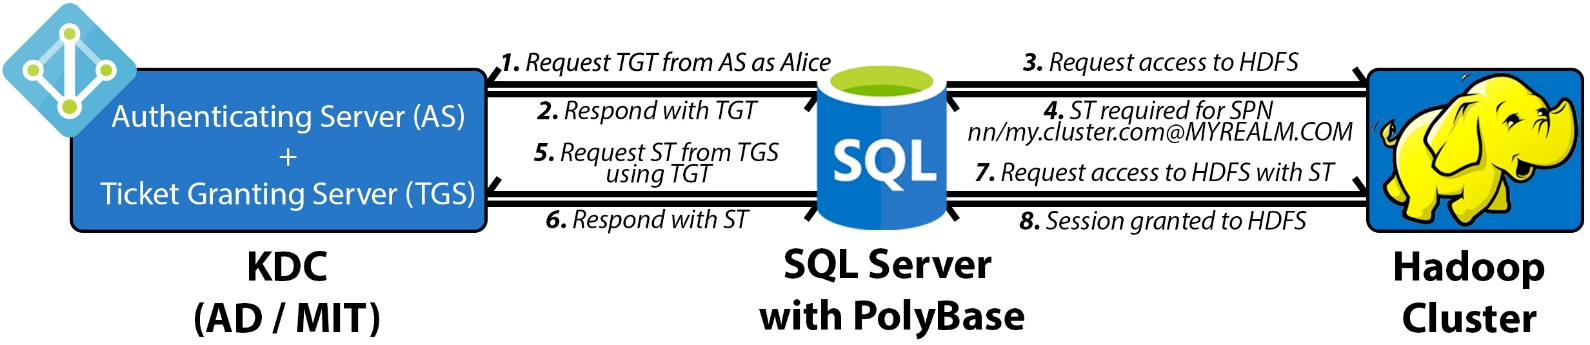 1. Request TGT from AS as Alice
2. Respond with TGT
3. Request access to HDFS
4. ST required for SPN
nn/my.cluster.com@MYREALM.COM
5. Request ST from TGS
using TGT
6. Respond with ST
7. Request access to HDFS with ST
8. Session granted to HDFS
Authenticating Server (AS)
+
Ticket Granting Server (TGS)
SQL
KDC
(AD / MIT)
SQL Server
with PolyBase
Hadoop
Cluster